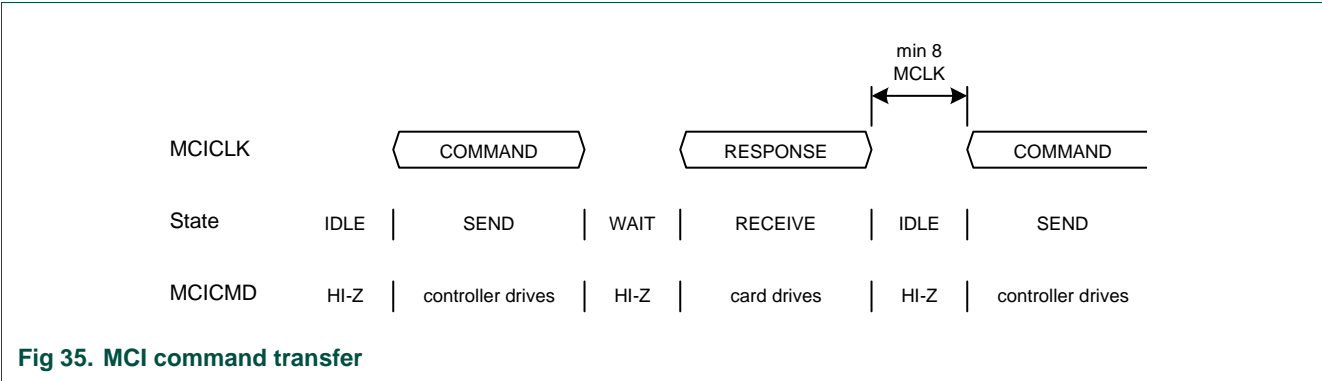 min 8
MCLK
MCICLK COMMAND RESPONSE COMMAND
State IDLE SEND WAIT RECEIVE IDLE SEND
MCICMD HI-Z controller drives HI-Z card drives HI-Z controller drives
Fig 35. MCI command transfer